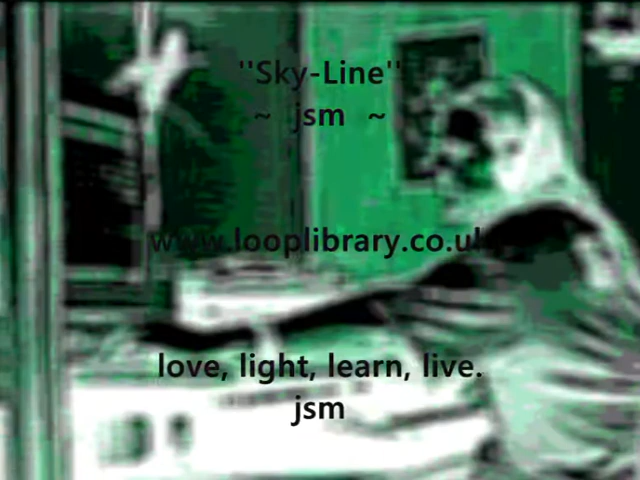 ''Sky-Line''
~ jsm ~
www.looplibrary.co.uk
love, light, learn, live.
jsm